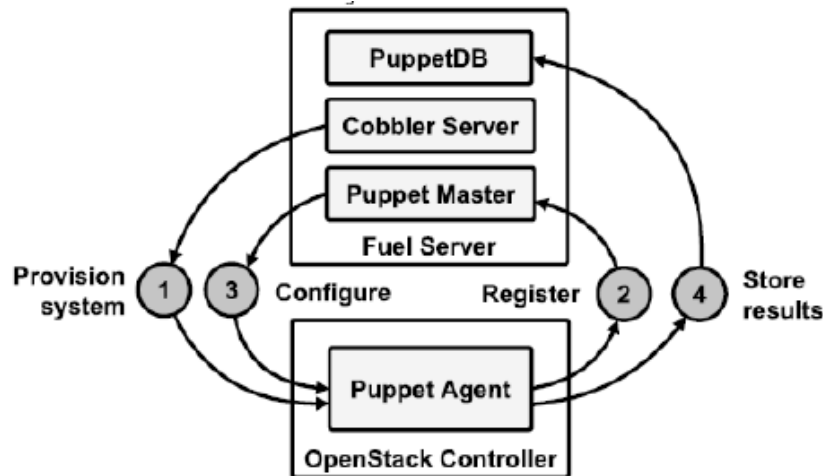 PuppetDB
Cobbler Server
Puppet Master
Fuel Server
Provision
system
1
3
Configure
Register
2
4
Store
results
Puppet Agent
OpenStack Controller